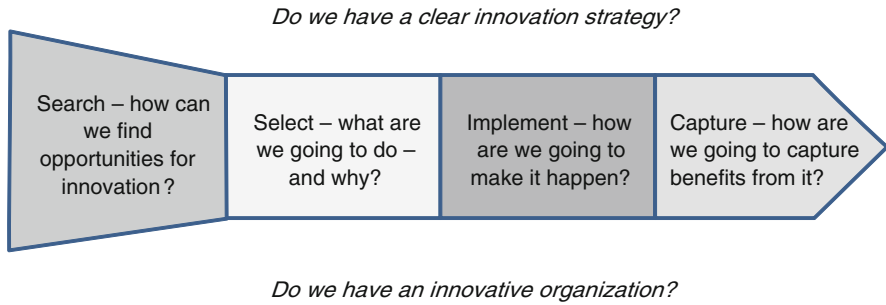 Do we have a clear innovation strategy?
Search – how can
we find
opportunities for
innovation ?
Select – what are
we going to do –
and why?
Implement – how
are we going to
make it happen?
Capture – how are
we going to capture
benefits from it?
Do we have an innovative organization?